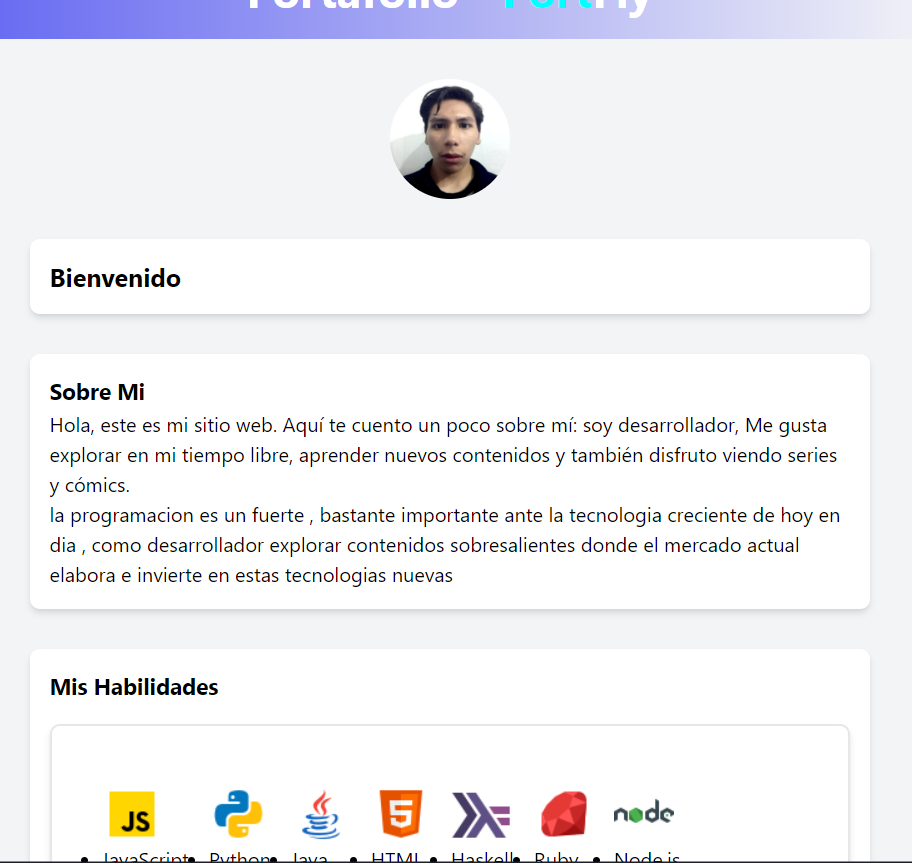 Portafolio - PortFly
Bienvenido
Sobre Mi
Hola, este es mi sitio web. Aquí te cuento un poco sobre mí: soy desarrollador, Me gusta
explorar en mi tiempo libre, aprender nuevos contenidos y también disfruto viendo series
y cómics.
la programacion es un fuerte , bastante importante ante la tecnologia creciente de hoy en
dia , como desarrollador explorar contenidos sobresalientes donde el mercado actual
elabora e invierte en estas tecnologias nuevas
Mis Habilidades
JS 5 node
• JavaScript • Python • Java • HTML • Haskell • Ruby • Node.js